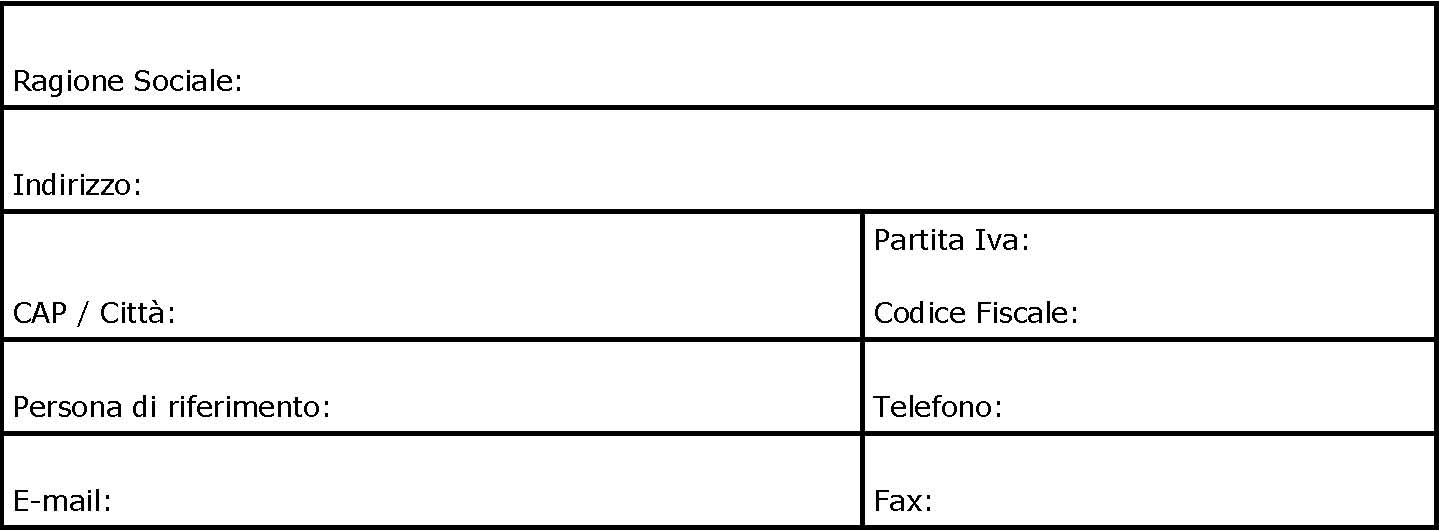 Ragione Sociale:
Indirizzo:
CAP / Città:
Partita Iva:
Codice Fiscale:
Persona di riferimento:
Telefono:
E-mail:
Fax: